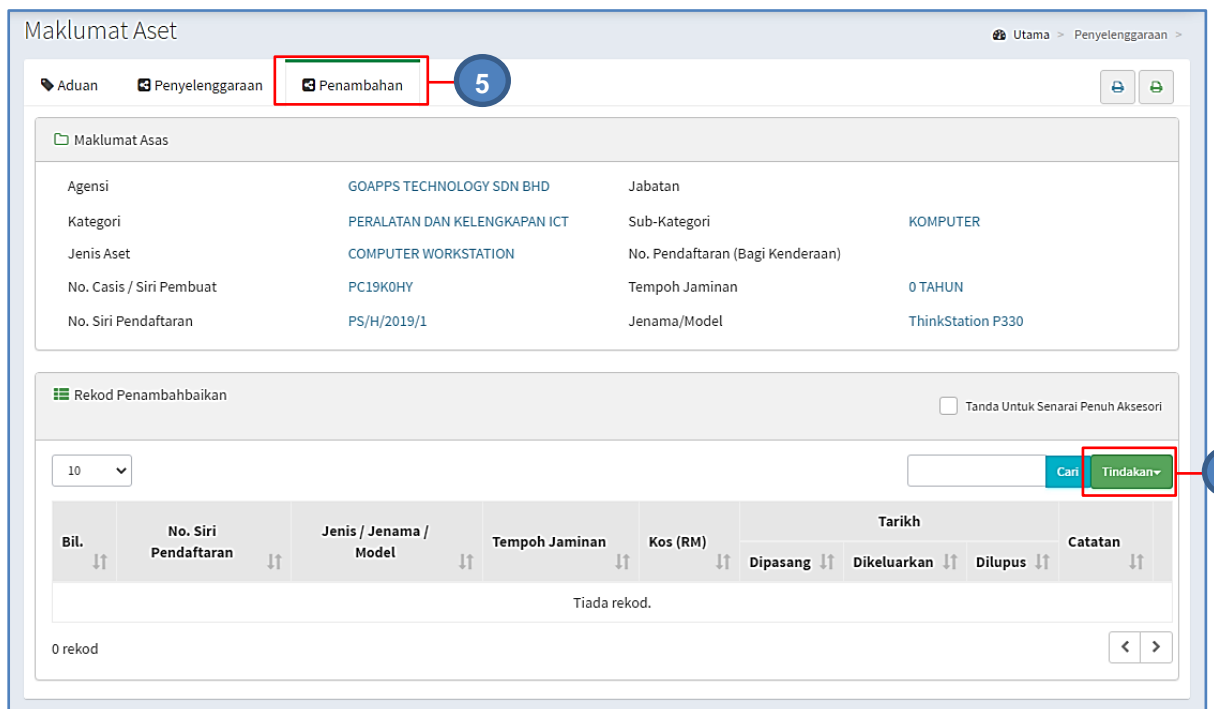 Maklumat Aset
Utama > Penyelenggaraan >
Aduan Penyelenggaraan Penambahan 5
Maklumat Asas
Agensi GOAPPS TECHNOLOGY SDN BHD Jabatan
Kategori PERALATAN DAN KELENGKAPAN ICT Sub-Kategori KOMPUTER
Jenis Aset COMPUTER WORKSTATION No. Pendaftaran (Bagi Kenderaan)
No. Casis / Siri Pembuat PC19K0HY Tempoh Jaminan 0 TAHUN
No. Siri Pendaftaran PS/H/2019/1 Jenama/Model ThinkStation P330
Rekod Penambahbaikan Tanda Untuk Senarai Penuh Aksesori
10 Cari Tindakan
Bil. No. Siri Pendaftaran Jenis / Jenama / Model Tempoh Jaminan Kos (RM) Tarikh Catatan
Dipasang Dikeluarkan Dilupus
Tiada rekod.
0 rekod < >